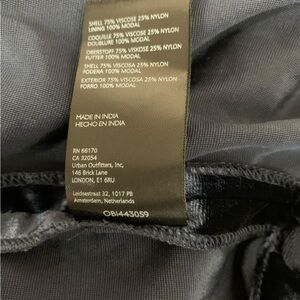 SHELL 75% VISCOSE 25% NYLON
LINING 100% MODAL
COQUILLE 75% VISCOSE 25% NYLON
DOUBLURE 100% MODAL
OBERSTOFF 75% VISKOSE 25% NYLON
FUTTER 100% MODAL
SHELL 75% VISCOSA 25% NYLON
PODERA 100% MODAL
EXTERIOR 75% VISCOSA 25% NYLON
FORRO 100% MODAL
MADE IN INDIA
HECHO EN INDIA
RN 66170
CA 32054
Urban Outfitters, Inc,
146 Brick Lane
LONDON, E1 6RU
Leidsestraat 32, 1017 PB
Amsterdam, Netherlands
OBI443059